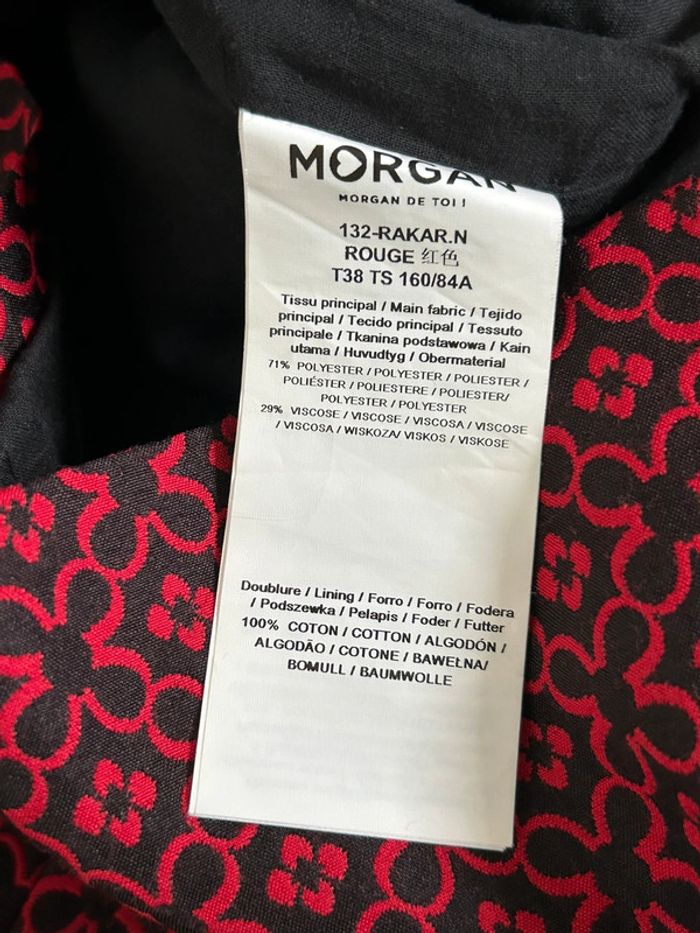 MORGAN
MORGAN DE TOI !
132-RAKAR.N
ROUGE 红色
T38 TS 160/84A
Tissu principal / Main fabric / Tejido
principal / Tecido principal / Tessuto
principale / Tkanina podstawowa / Kain
utama / Huvudtyg / Obermaterial
71% POLYESTER / POLYESTER / POLIESTER /
POLIÉSTER / POLIESTERE / POLIESTER/
POLYESTER / POLYESTER
29% VISCOSE / VISCOSE / VISCOSA / VISCOSE
/ VISCOSA / WISKOZA/ VISKOS / VISKOSE
Doublure / Lining / Forro / Forro / Fodera
/ Podszewka / Pelapis / Foder / Futter
100% COTON / COTTON / ALGODÓN /
ALGODÃO / COTONE / BAWEŁNA/
BOMULL / BAUMWOLLE